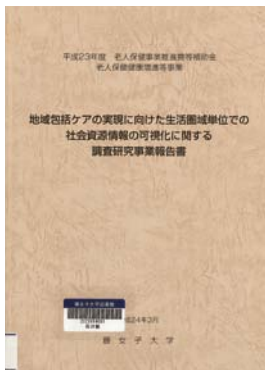 平成23年度 老人保健事業推進費等補助金
老人保健健康増進等事業
地域包括ケアの実現に向けた生活圏域単位での
社会資源情報の可視化に関する
調査研究事業報告書
成24年3月
女子大学